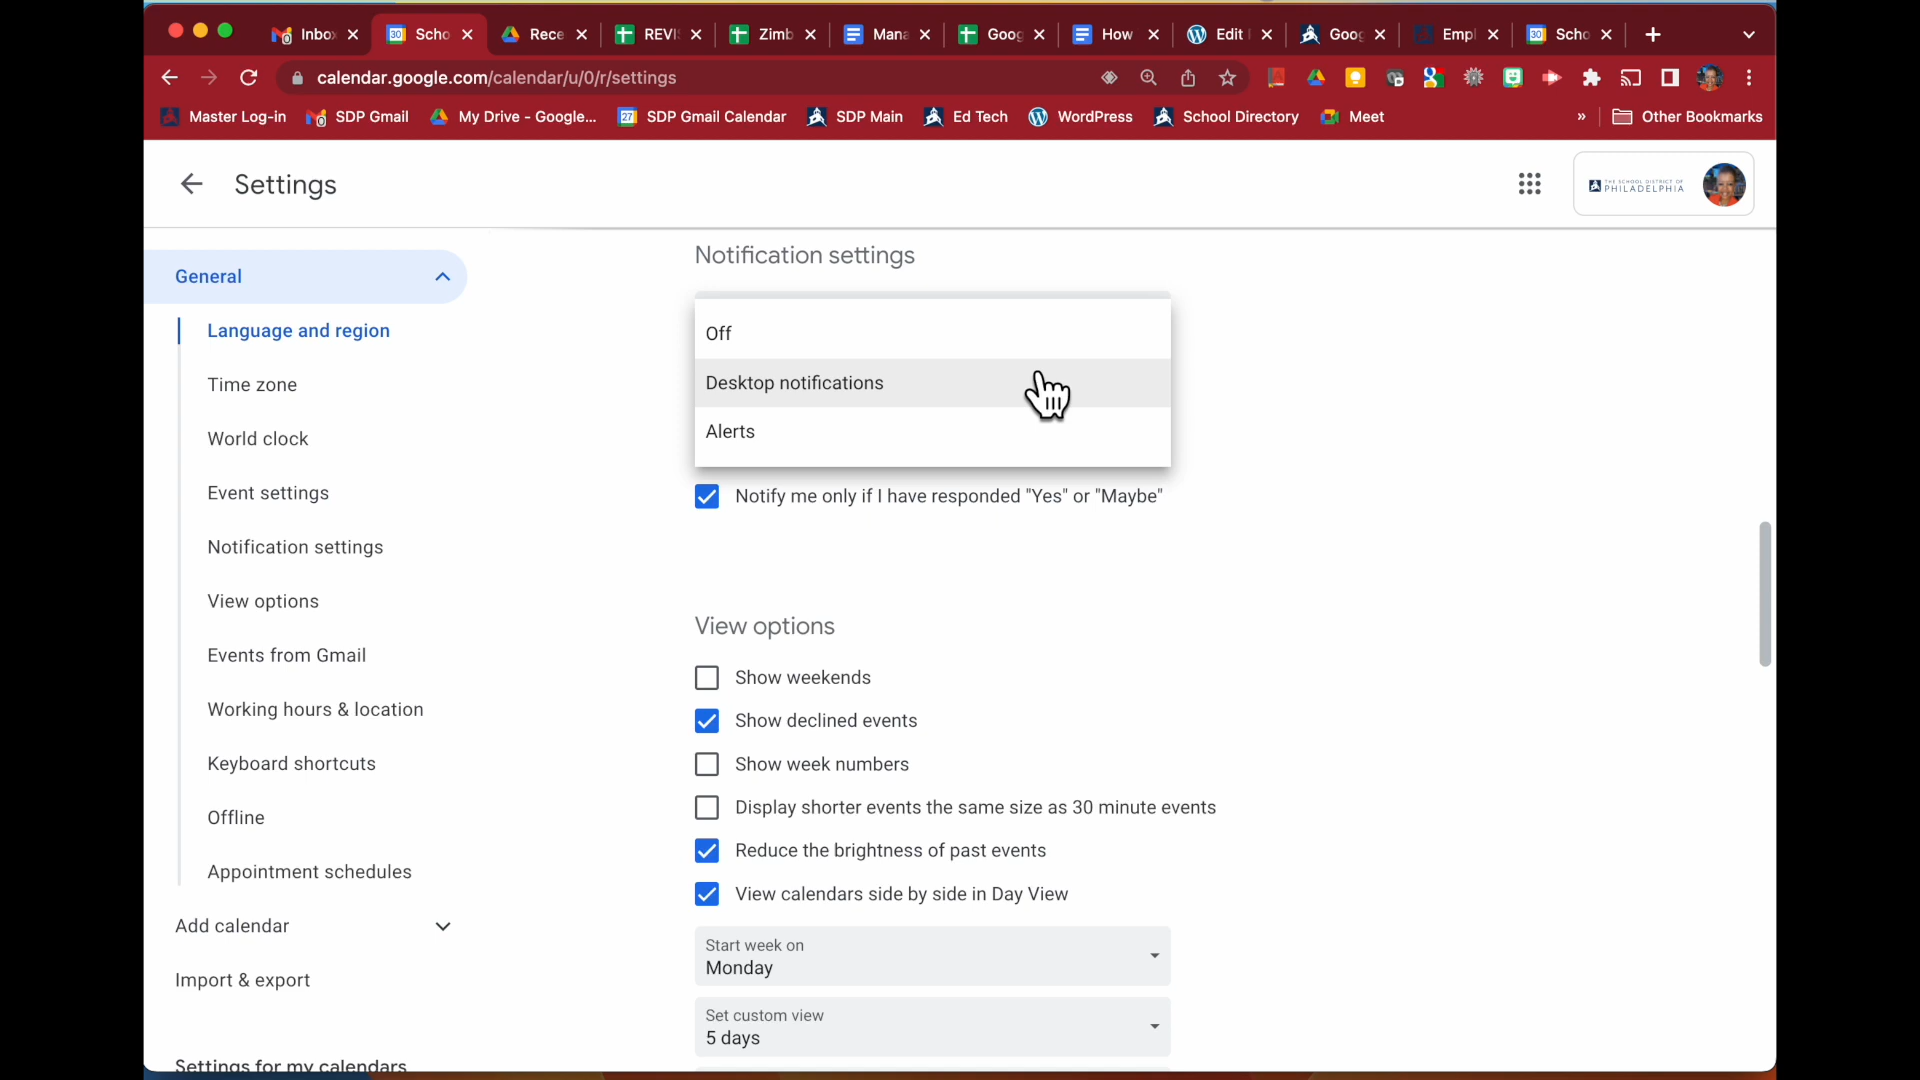 Inbo
Scho
Rece
REVI
Zimb
Mana
Goog
How
Edit
Goog
Empl
Scho
calendar.google.com/calendar/u/0/r/settings
Master Log-in
SDP Gmail
My Drive - Google...
SDP Gmail Calendar
SDP Main
Ed Tech
WordPress
School Directory
Meet
»
Other Bookmarks
Settings
THE SCHOOL DISTRICT OF
PHILADELPHIA
General
Language and region
Time zone
World clock
Event settings
Notification settings
View options
Events from Gmail
Working hours & location
Keyboard shortcuts
Offline
Appointment schedules
Add calendar
Import & export
Settings for my calendars
Notification settings
Off
Desktop notifications
Alerts
Notify me only if I have responded "Yes" or "Maybe"
View options
Show weekends
Show declined events
Show week numbers
Display shorter events the same size as 30 minute events
Reduce the brightness of past events
View calendars side by side in Day View
Start week on
Monday
Set custom view
5 days